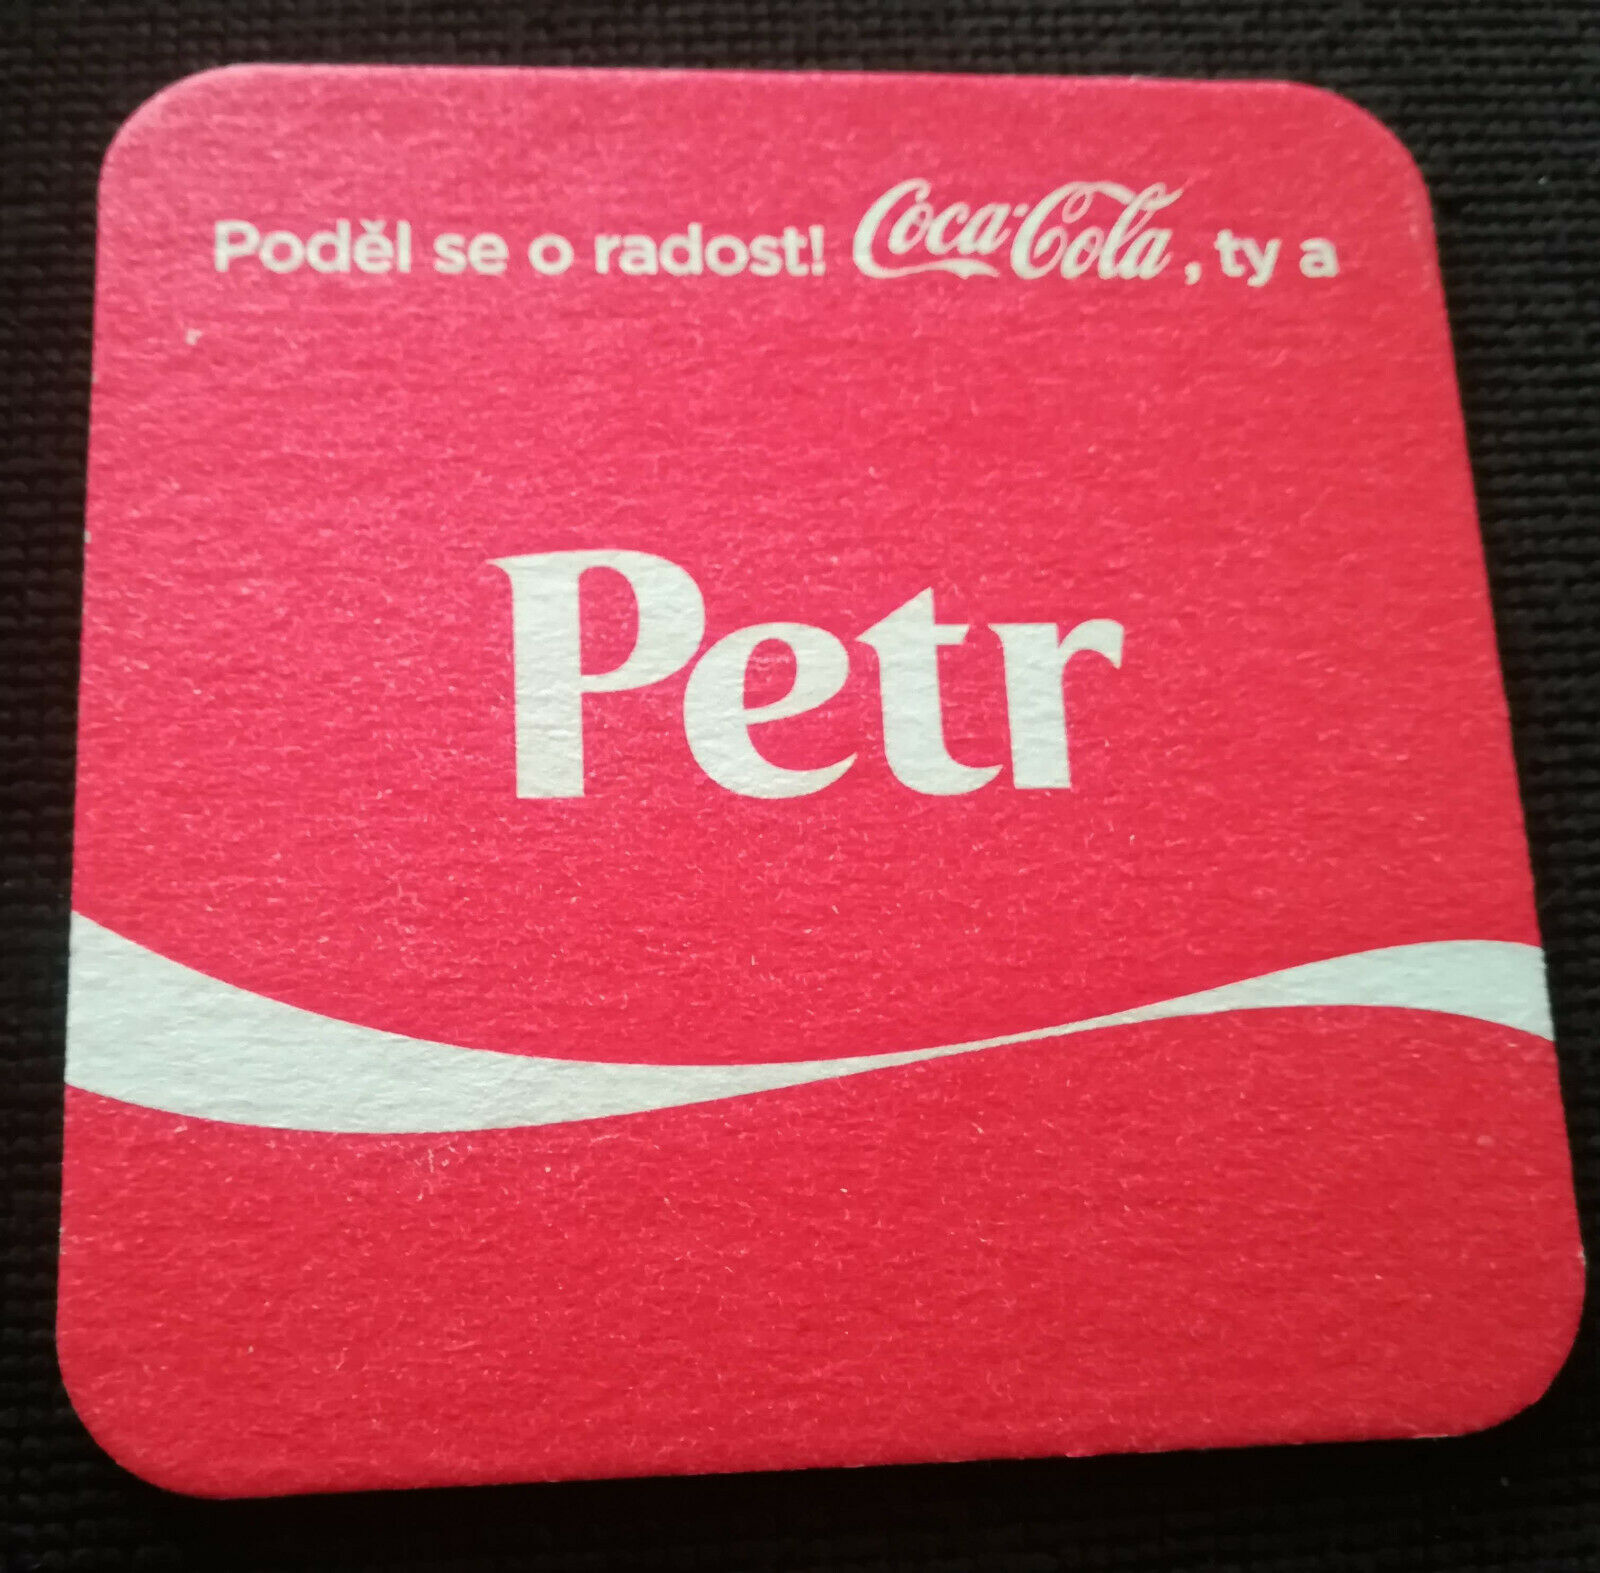 Poděl se o radost! Coca-Cola, ty a
Petr